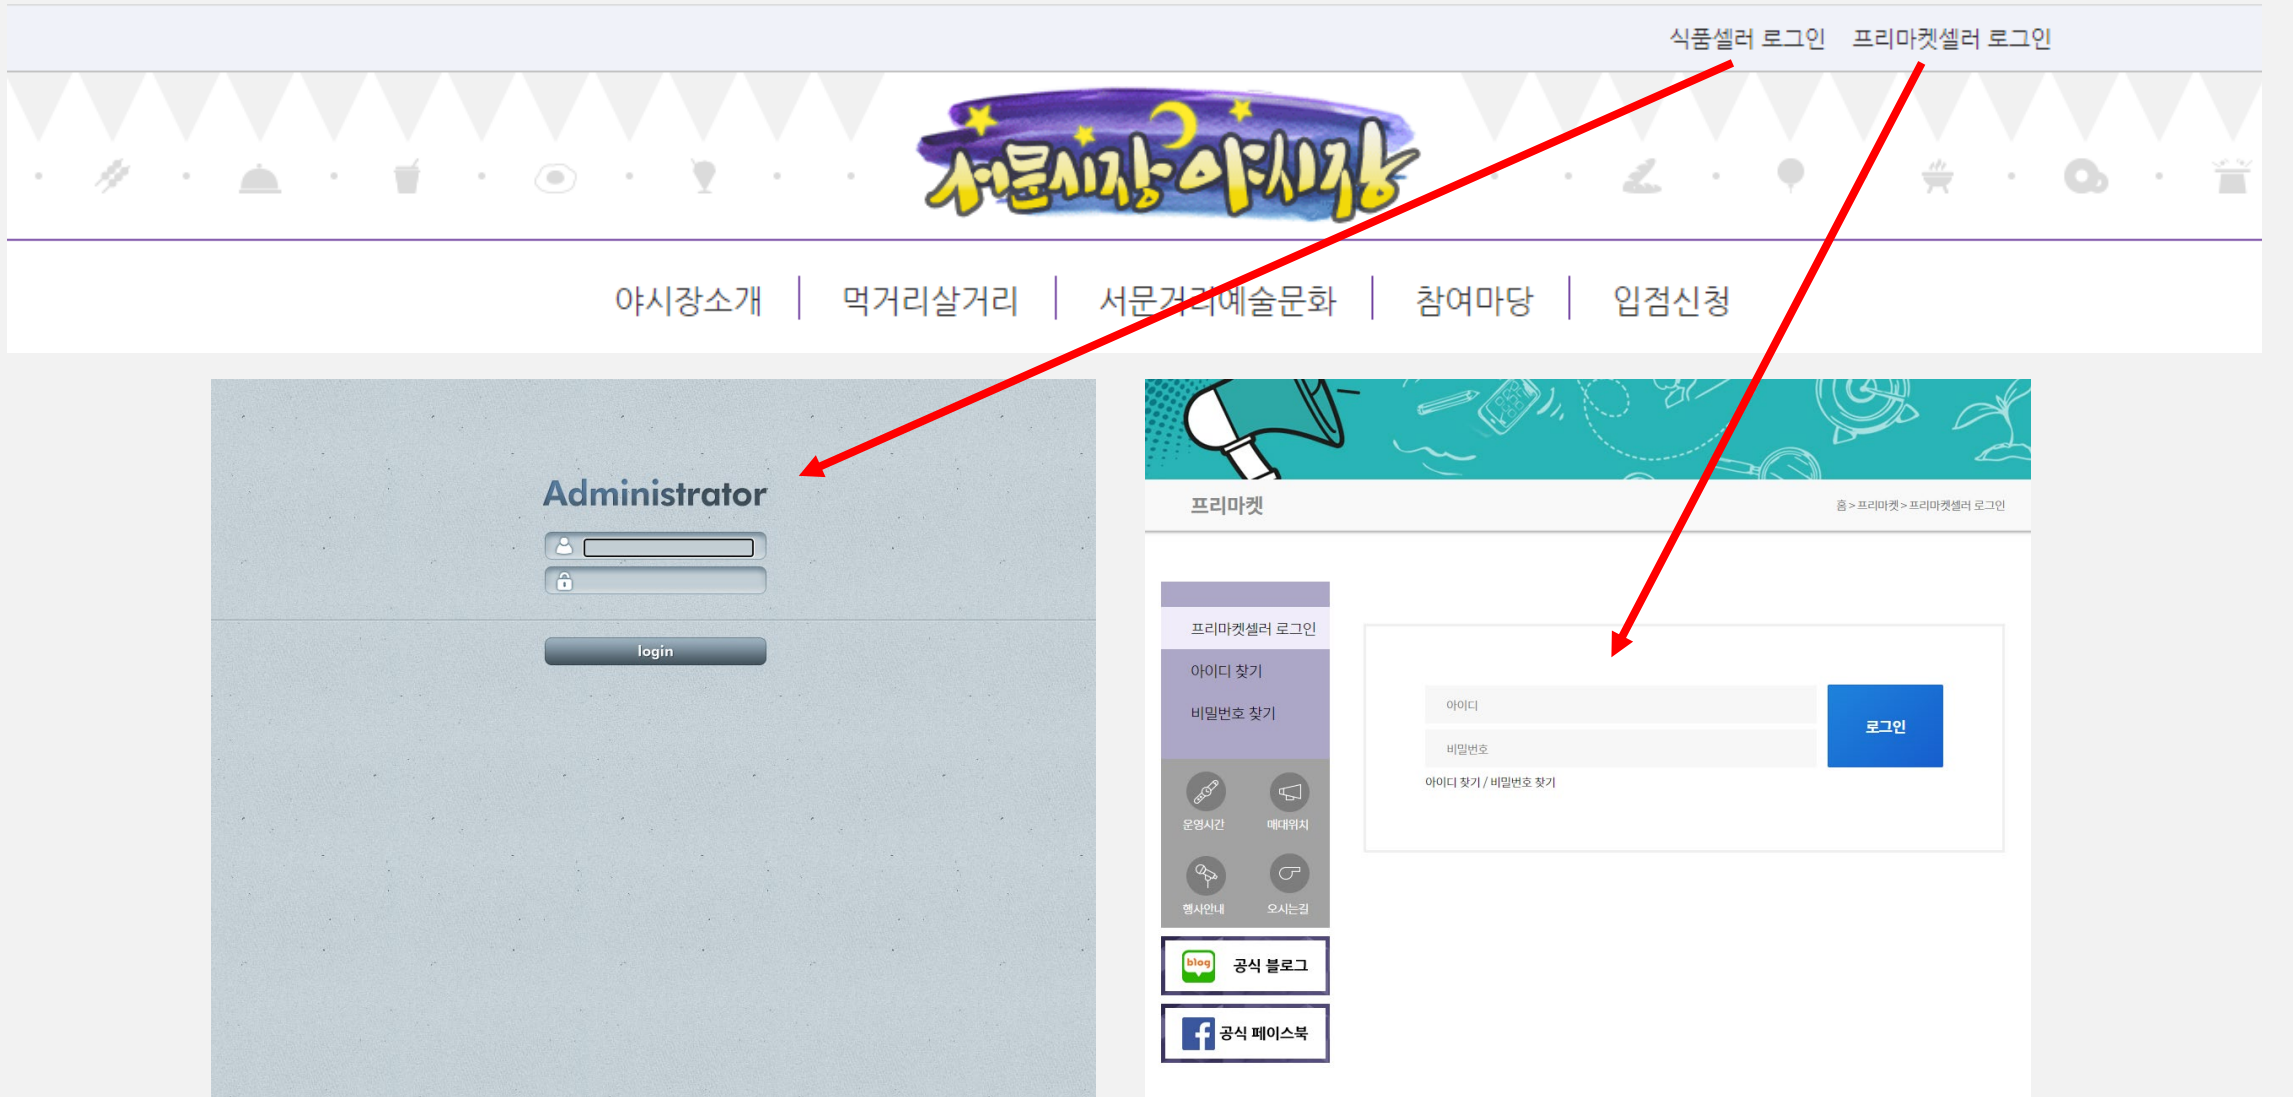 식품셀러 로그인 프리마켓셀러 로그인
서문시장 야시장
야시장소개 먹거리살거리 서문거리예술문화 참여마당 입점신청
Administrator
login
프리마켓
홈 > 프리마켓 > 프리마켓셀러 로그인
프리마켓셀러 로그인
아이디 찾기
비밀번호 찾기
운영시간 매대위치
행사안내 오시는길
blog 공식 블로그
f 공식 페이스북
아이디
비밀번호
로그인
아이디 찾기 / 비밀번호 찾기